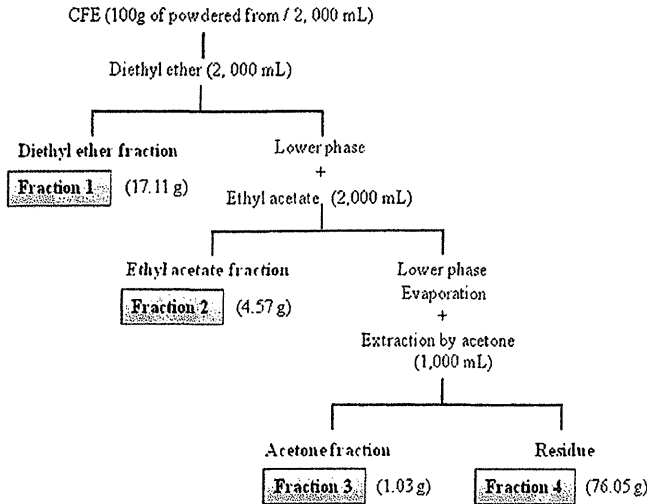 CFE (100g of powdered from / 2, 000 mL)
Diethyl ether (2, 000 mL)
Diethyl ether fraction
Fraction 1 (17.11 g)
Lower phase
+
Ethyl acetate (2,000 mL)
Ethyl acetate fraction
Fraction 2 (4.57 g)
Lower phase
Evaporation
+
Extraction by acetone
(1,000 mL)
Acetone fraction
Fraction 3 (1.03 g)
Residue
Fraction 4 (76.05 g)